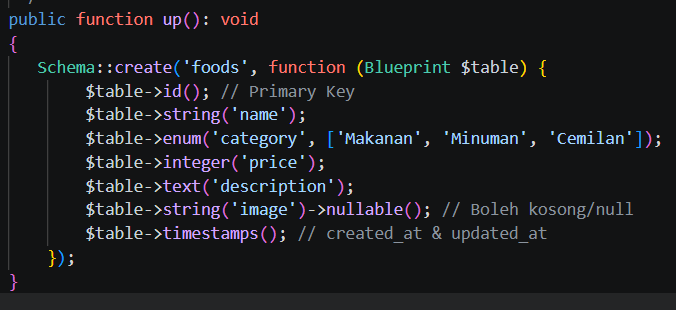 public function up(): void
{
    Schema::create('foods', function (Blueprint $table) {
        $table->id(); // Primary Key
        $table->string('name');
        $table->enum('category', ['Makanan', 'Minuman', 'Cemilan']);
        $table->integer('price');
        $table->text('description');
        $table->string('image')->nullable(); // Boleh kosong/null
        $table->timestamps(); // created_at & updated_at
    });
}